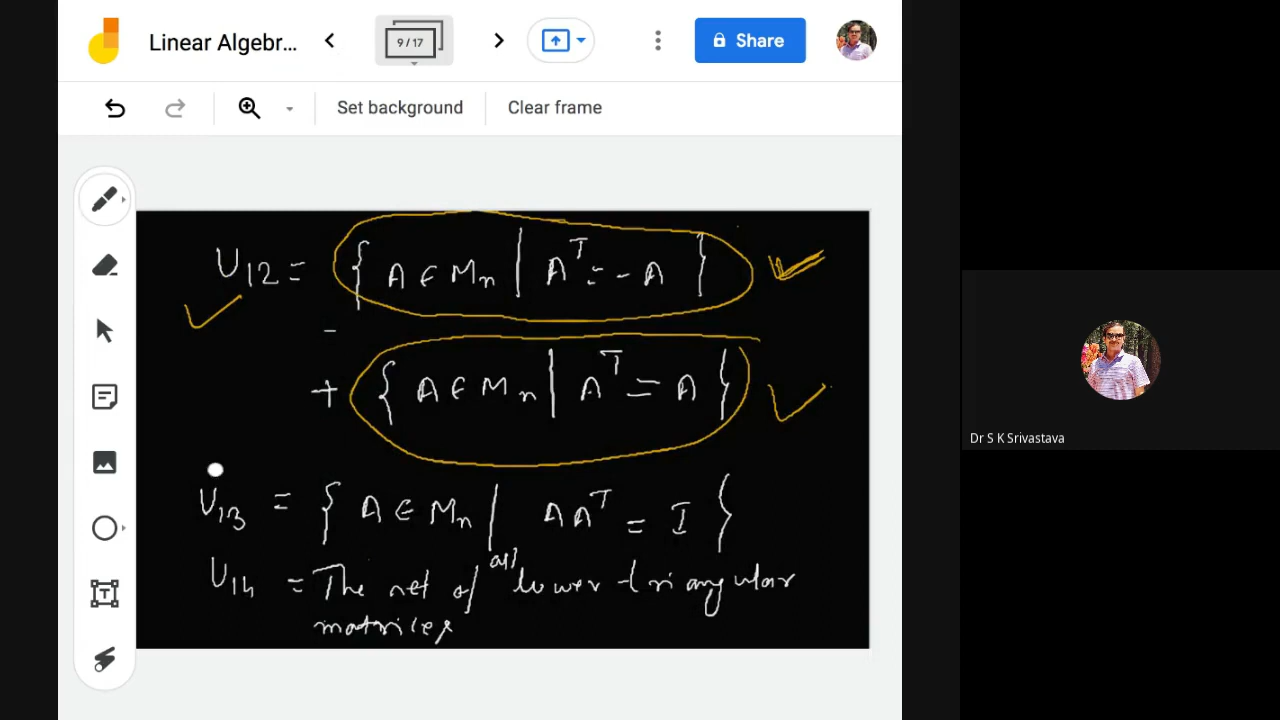 Linear Algebr...
9/17
Share
Set background
Clear frame
U12 = { A ∈ Mn | A^T = - A }
+ { A ∈ Mn | A^T = A }
Dr S K Srivastava
U13 = { A ∈ Mn | AA^T = I }
U14 = The set of all lower triangular
matrices